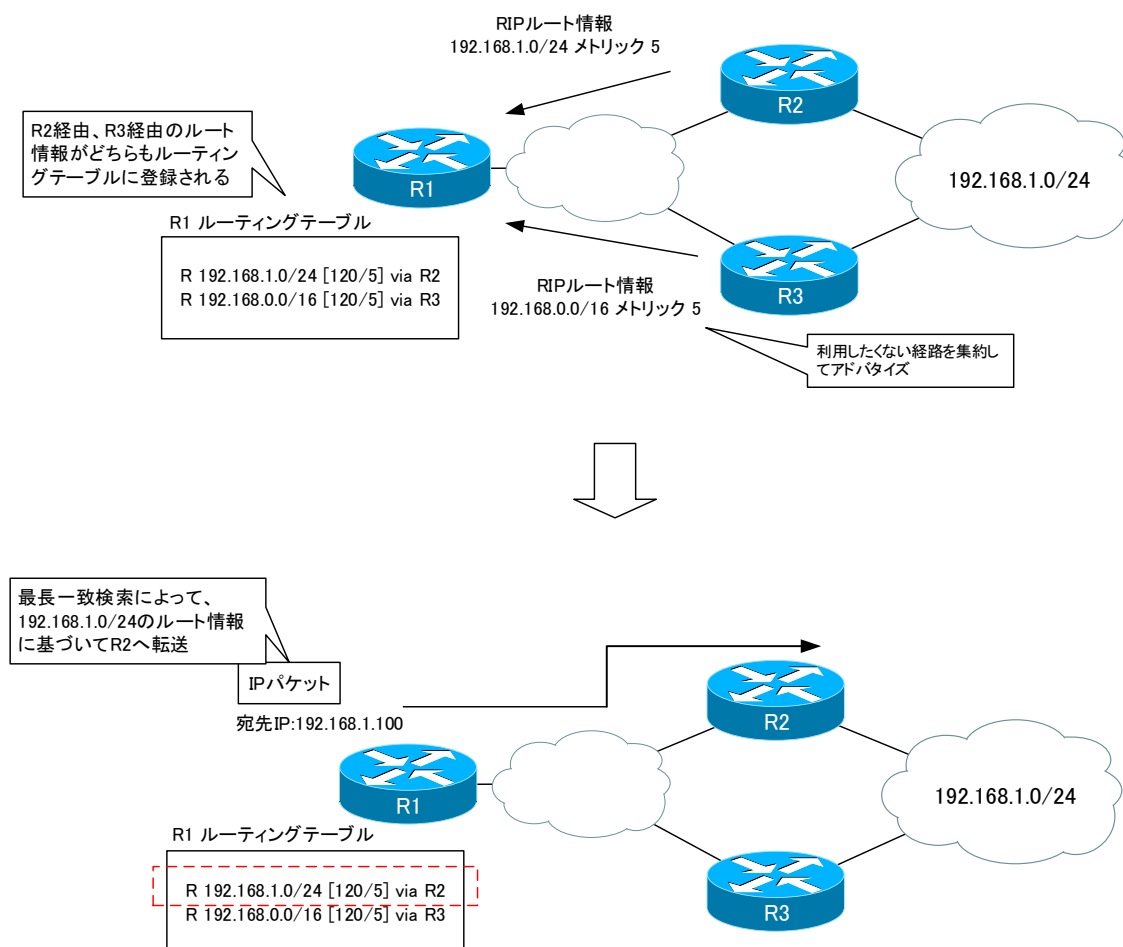 RIPルート情報
192.168.1.0/24 メトリック 5
R2
R2経由、R3経由のルート
情報がどちらもルーティン
グテーブルに登録される
R1
192.168.1.0/24
R1 ルーティングテーブル
R 192.168.1.0/24 [120/5] via R2
R 192.168.0.0/16 [120/5] via R3
R3
RIPルート情報
192.168.0.0/16 メトリック 5
利用したくない経路を集約し
てアドバタイズ
最長一致検索によって、
192.168.1.0/24のルート情報
に基づいてR2へ転送
IPパケット
宛先IP:192.168.1.100
R2
R1
192.168.1.0/24
R1 ルーティングテーブル
R 192.168.1.0/24 [120/5] via R2
R 192.168.0.0/16 [120/5] via R3
R3